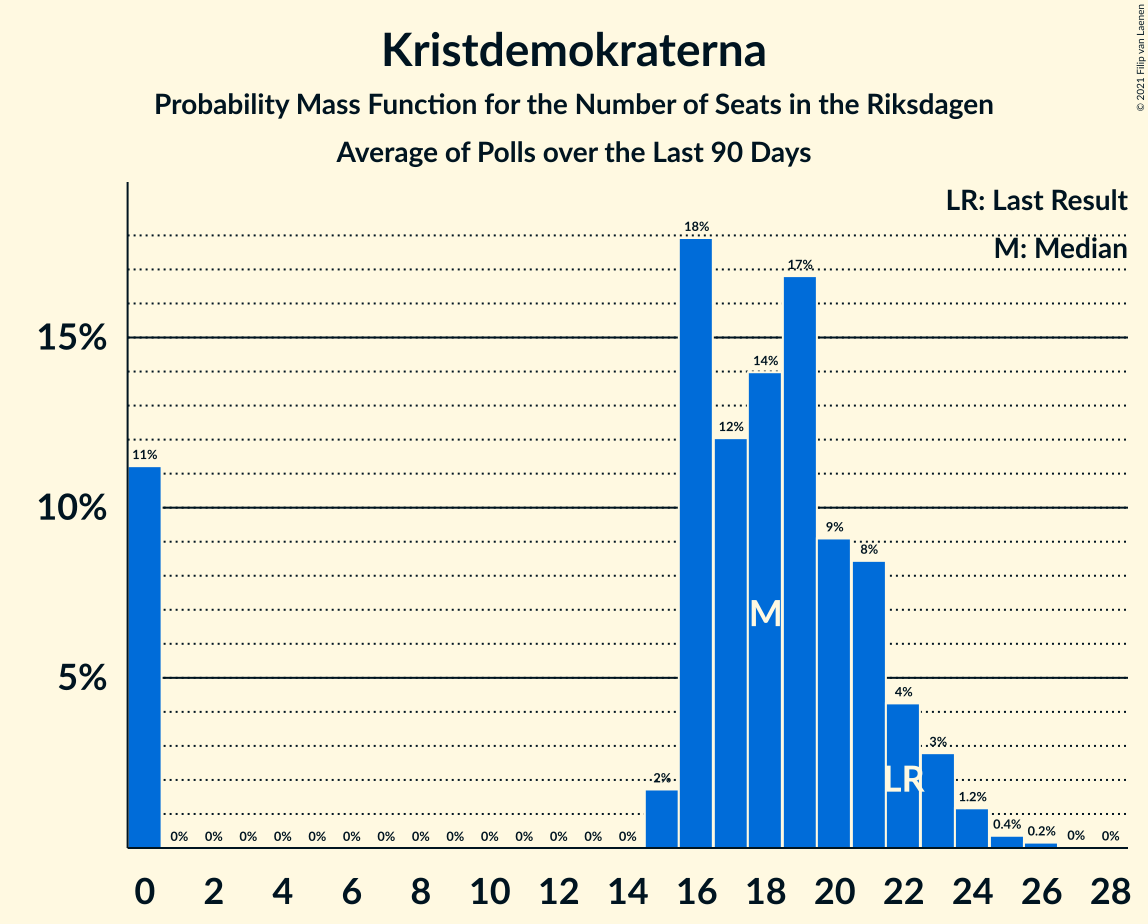 Kristdemokraterna
Probability Mass Function for the Number of Seats in the Riksdagen
Average of Polls over the Last 90 Days
© 2021 Filip van Laenen
LR: Last Result
M: Median
15%
10%
5%
11% 0% 0% 0% 0% 0% 0% 0% 0% 0% 0% 0% 0% 0% 0% 2% 18% 12% 14% 17% 9% 8% 4% 3% 1.2% 0.4% 0.2% 0% 0%
M
LR
0 2 4 6 8 10 12 14 16 18 20 22 24 26 28